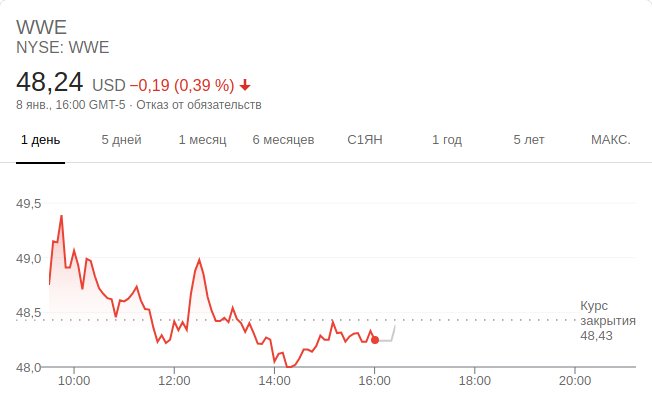 WWE
NYSE: WWE
48,24 USD −0,19 (0,39 %)
8 янв., 16:00 GMT-5 · Отказ от обязательств
1 день 5 дней 1 месяц 6 месяцев С1ЯН 1 год 5 лет МАКС.
49,5
49,0
48,5
48,0
Курс
закрытия
48,43
10:00 12:00 14:00 16:00 18:00 20:00